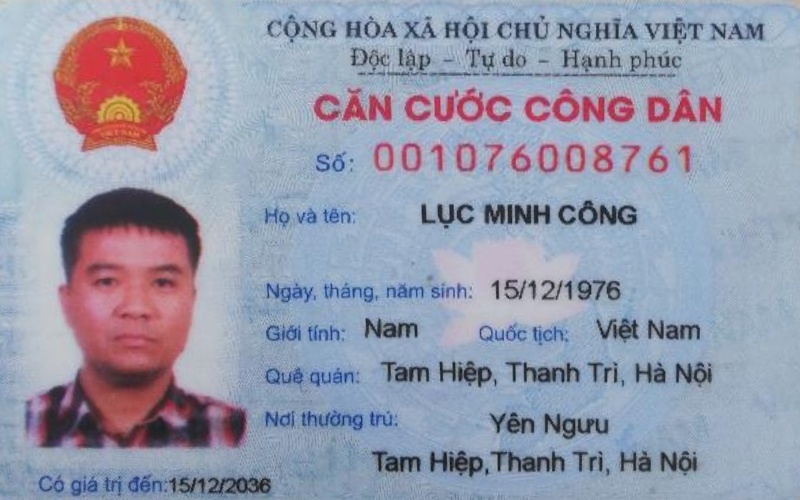 CỘNG HÒA XÃ HỘI CHỦ NGHĨA VIỆT NAM
Độc lập - Tự do - Hạnh phúc
CĂN CƯỚC CÔNG DÂN
Số: 001076008761
Họ và tên: LỤC MINH CÔNG
Ngày, tháng, năm sinh: 15/12/1976
Giới tính: Nam Quốc tịch: Việt Nam
Quê quán: Tam Hiệp, Thanh Trì, Hà Nội
Nơi thường trú: Yên Ngưu
Tam Hiệp,Thanh Trì, Hà Nội
Có giá trị đến:15/12/2036